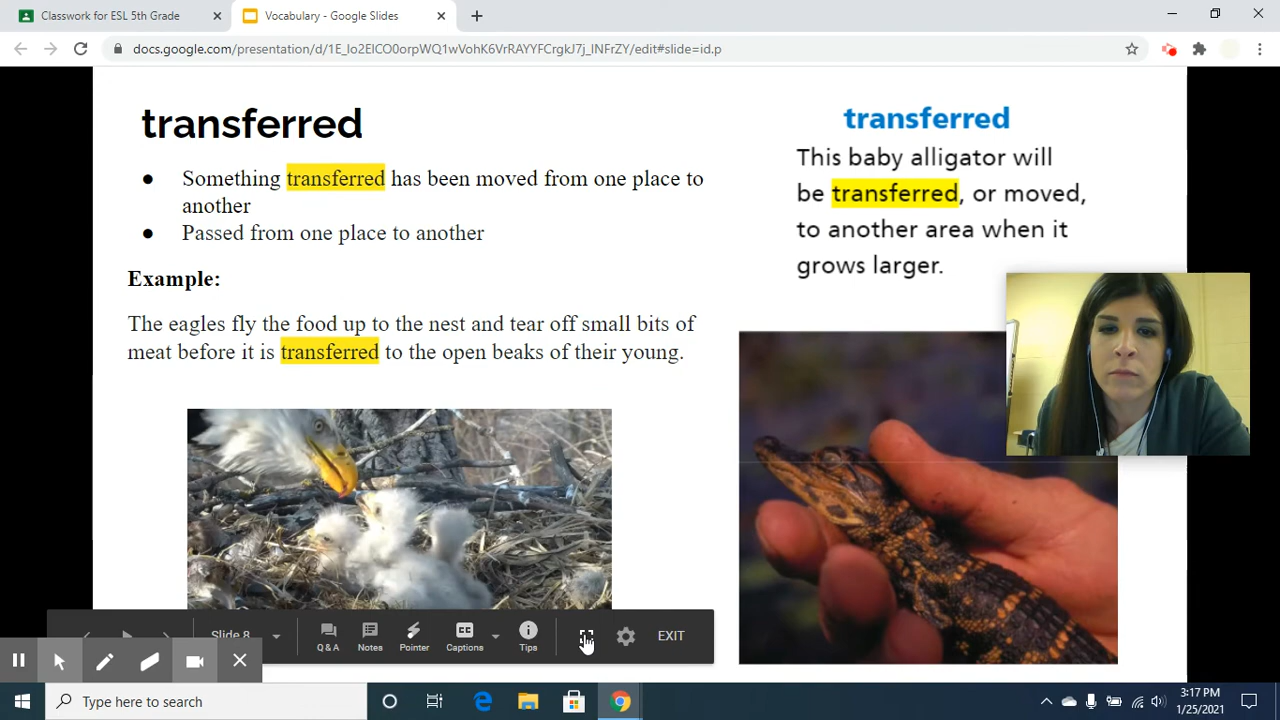 Classwork for ESL 5th Grade
Vocabulary - Google Slides
docs.google.com/presentation/d/1E_Io2EICO0orpWQ1wVohK6VrRAYYFCrgkJ7j_lNFrZY/edit#slide=id.p
transferred
● Something transferred has been moved from one place to
another
● Passed from one place to another
Example:
The eagles fly the food up to the nest and tear off small bits of
meat before it is transferred to the open beaks of their young.
transferred
This baby alligator will
be transferred, or moved,
to another area when it
grows larger.
Slide 8
Q & A
Notes
Pointer
Captions
Tips
EXIT
Type here to search
3:17 PM
1/25/2021